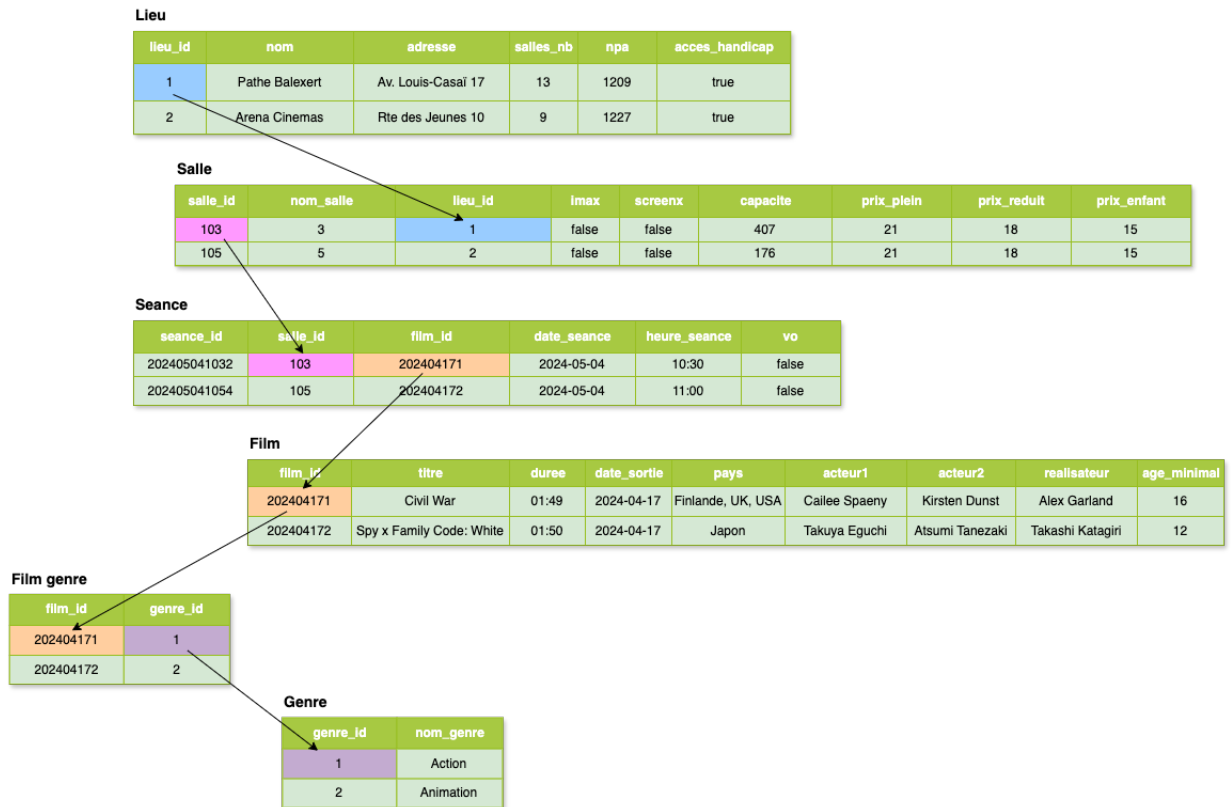 Lieu
lieu_id nom adresse salles_nb npa acces_handicap
1 Pathe Balexert Av. Louis-Casaï 17 13 1209 true
2 Arena Cinemas Rte des Jeunes 10 9 1227 true
Salle
salle_id nom_salle lieu_id imax screenx capacite prix_plein prix_reduit prix_enfant
103 3 1 false false 407 21 18 15
105 5 2 false false 176 21 18 15
Seance
seance_id salle_id film_id date_seance heure_seance vo
202405041032 103 202404171 2024-05-04 10:30 false
202405041054 105 202404172 2024-05-04 11:00 false
Film
film_id titre duree date_sortie pays acteur1 acteur2 realisateur age_minimal
202404171 Civil War 01:49 2024-04-17 Finlande, UK, USA Cailee Spaeny Kirsten Dunst Alex Garland 16
202404172 Spy x Family Code: White 01:50 2024-04-17 Japon Takuya Eguchi Atsumi Tanezaki Takashi Katagiri 12
Film genre
film_id genre_id
202404171 1
202404172 2
Genre
genre_id nom_genre
1 Action
2 Animation